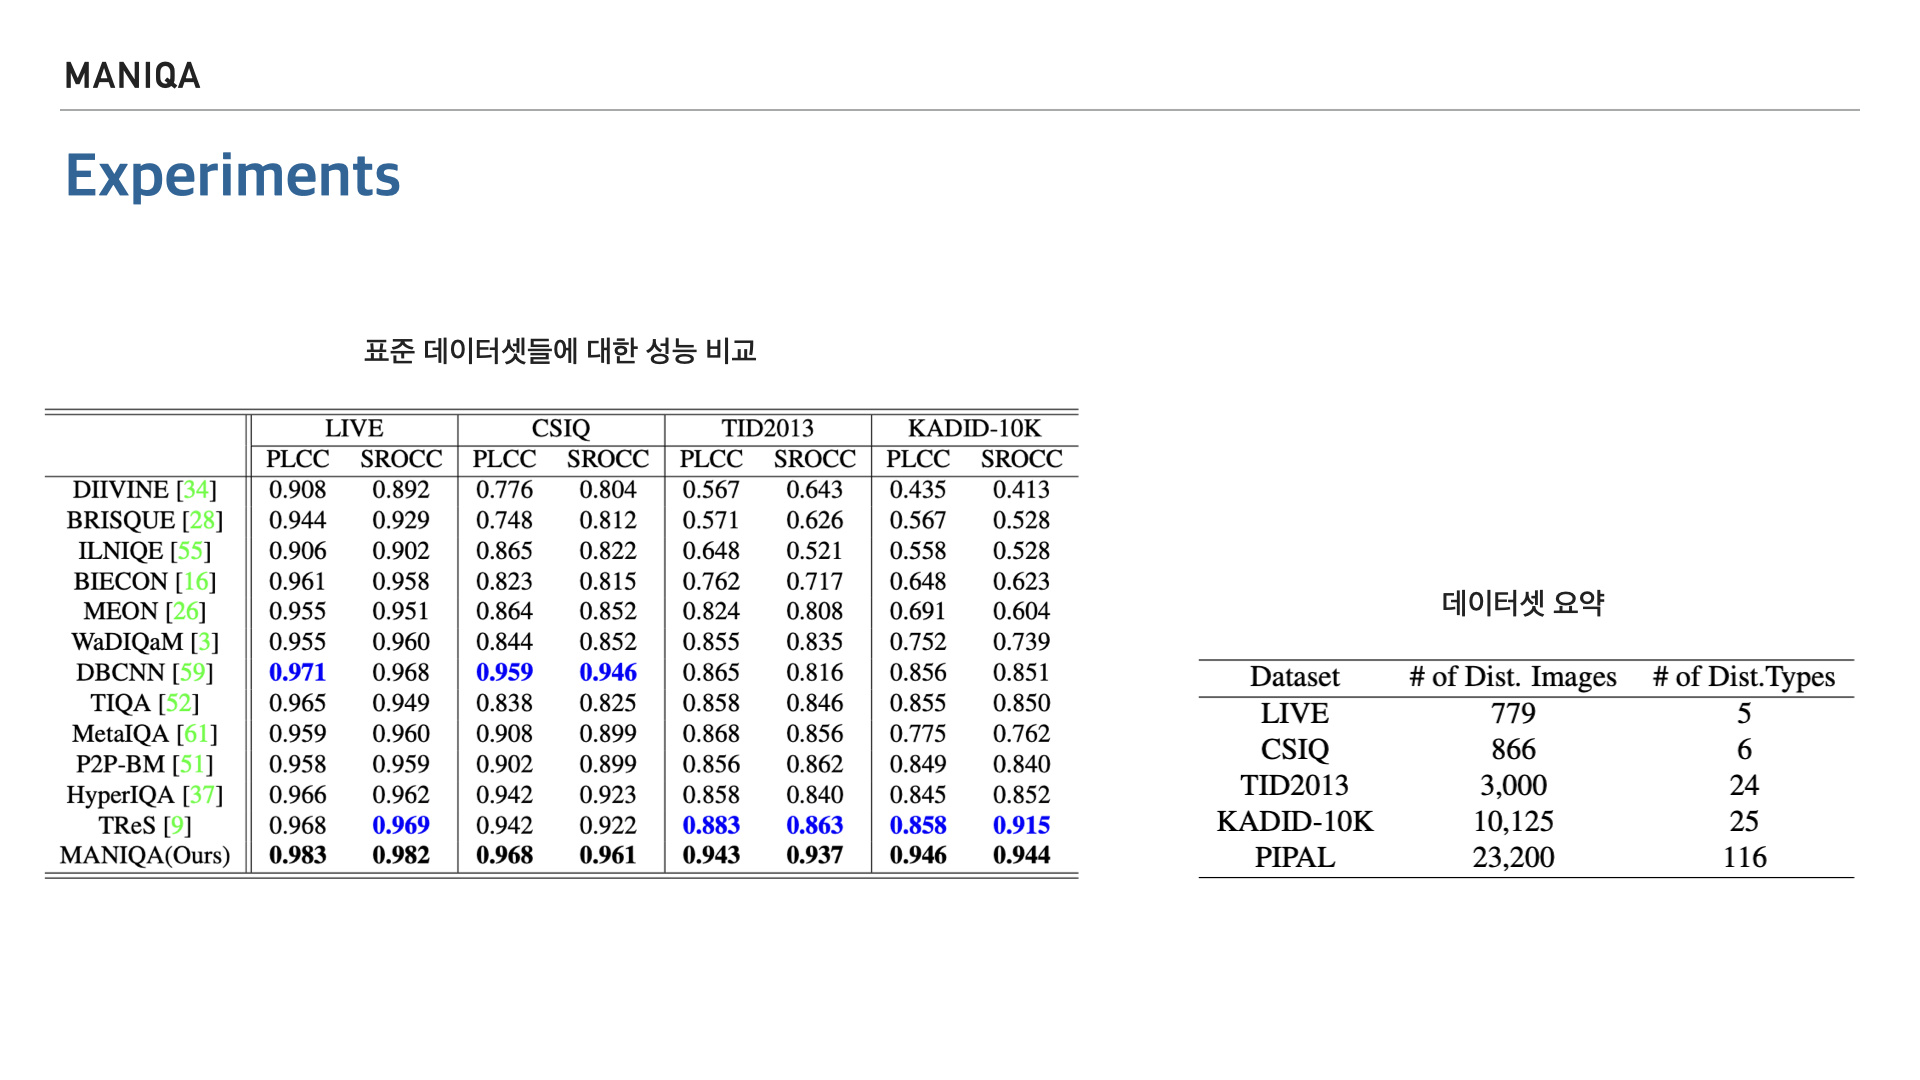 MANIQA
Experiments
표준 데이터셋들에 대한 성능 비교
LIVE CSIQ TID2013 KADID-10K
PLCC SROCC PLCC SROCC PLCC SROCC PLCC SROCC
DIIVINE [34] 0.908 0.892 0.776 0.804 0.567 0.643 0.435 0.413
BRISQUE [28] 0.944 0.929 0.748 0.812 0.571 0.626 0.567 0.528
ILNIQE [55] 0.906 0.902 0.865 0.822 0.648 0.521 0.558 0.528
BIECON [16] 0.961 0.958 0.823 0.815 0.762 0.717 0.648 0.623
MEON [26] 0.955 0.951 0.864 0.852 0.824 0.808 0.691 0.604
WaDIQaM [3] 0.955 0.960 0.844 0.852 0.855 0.835 0.752 0.739
DBCNN [59] 0.971 0.968 0.959 0.946 0.865 0.816 0.856 0.851
TIQA [52] 0.965 0.949 0.838 0.825 0.858 0.846 0.855 0.850
MetaIQA [61] 0.959 0.960 0.908 0.899 0.868 0.856 0.775 0.762
P2P-BM [51] 0.958 0.959 0.902 0.899 0.856 0.862 0.849 0.840
HyperIQA [37] 0.966 0.962 0.942 0.923 0.858 0.840 0.845 0.852
TReS [9] 0.968 0.969 0.942 0.922 0.883 0.863 0.858 0.915
MANIQA(Ours) 0.983 0.982 0.968 0.961 0.943 0.937 0.946 0.944
데이터셋 요약
Dataset # of Dist. Images # of Dist.Types
LIVE 779 5
CSIQ 866 6
TID2013 3,000 24
KADID-10K 10,125 25
PIPAL 23,200 116